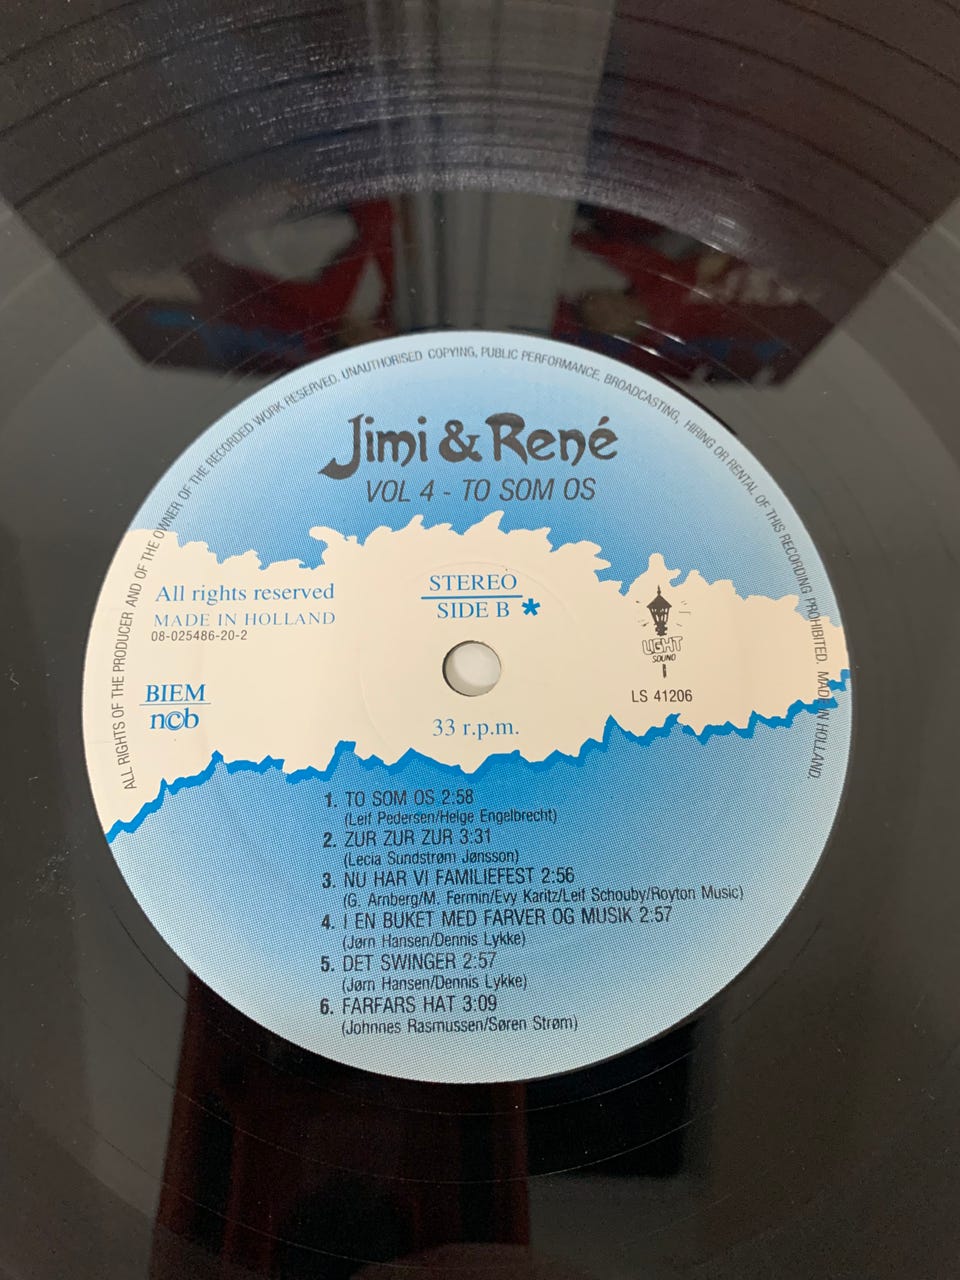 ALL RIGHTS OF THE PRODUCER AND OF THE OWNER OF THE RECORDED WORK RESERVED. UNAUTHORISED COPYING, PUBLIC PERFORMANCE, BROADCASTING, HIRING OR RENTAL OF THIS RECORDING PROHIBITED. MADE IN HOLLAND.
Jimi & René
VOL 4 - TO SOM OS
All rights reserved
MADE IN HOLLAND
08-025486-20-2
BIEM
ncb
STEREO
SIDE B *
33 r.p.m.
LIGHT
SOUND
LS 41206
1. TO SOM OS 2:58
(Leif Pedersen/Helge Engelbrecht)
2. ZUR ZUR ZUR 3:31
(Lecia Sundstrøm Jønsson)
3. NU HAR VI FAMILIEFEST 2:56
(G. Arnberg/M. Fermin/Evy Karitz/Leif Schouby/Royton Music)
4. I EN BUKET MED FARVER OG MUSIK 2:57
(Jørn Hansen/Dennis Lykke)
5. DET SWINGER 2:57
(Jørn Hansen/Dennis Lykke)
6. FARFARS HAT 3:09
(Johnnes Rasmussen/Søren Strøm)